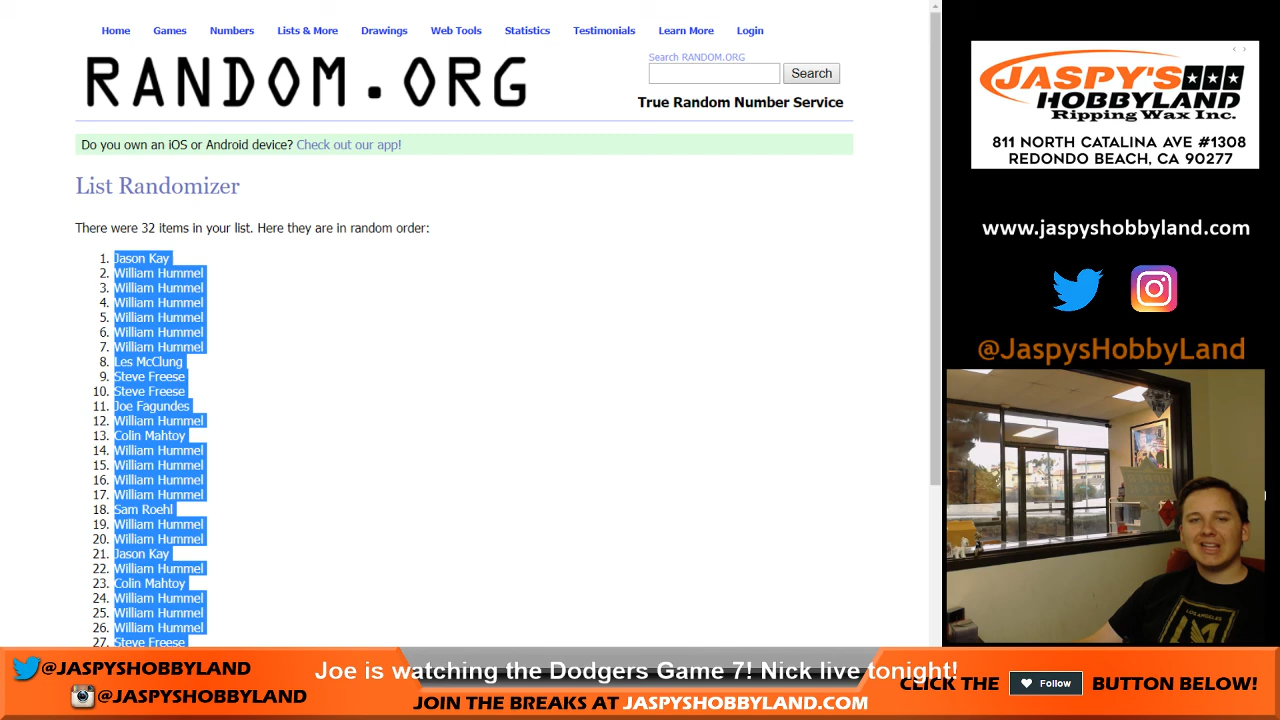 Home Games Numbers Lists & More Drawings Web Tools Statistics Testimonials Learn More Login
RANDOM.ORG
Search RANDOM.ORG
Search
True Random Number Service
Do you own an iOS or Android device? Check out our app!
List Randomizer
There were 32 items in your list. Here they are in random order:
1. Jason Kay
2. William Hummel
3. William Hummel
4. William Hummel
5. William Hummel
6. William Hummel
7. William Hummel
8. Les McClung
9. Steve Freese
10. Steve Freese
11. Joe Fagundes
12. William Hummel
13. Colin Mahtoy
14. William Hummel
15. William Hummel
16. William Hummel
17. William Hummel
18. Sam Roehl
19. William Hummel
20. William Hummel
21. Jason Kay
22. William Hummel
23. Colin Mahtoy
24. William Hummel
25. William Hummel
26. William Hummel
27. Steve Freese
JASPY'S
HOBBYLAND
Ripping Wax Inc.
811 NORTH CATALINA AVE #1308
REDONDO BEACH, CA 90277
www.jaspyshobbyland.com
@JaspysHobbyLand
LOS ANGELES
@JASPYSHOBBYLAND
@JASPYSHOBBYLAND
Joe is watching the Dodgers Game 7! Nick live tonight!
JOIN THE BREAKS AT JASPYSHOBBYLAND.COM
CLICK THE Follow BUTTON BELOW!